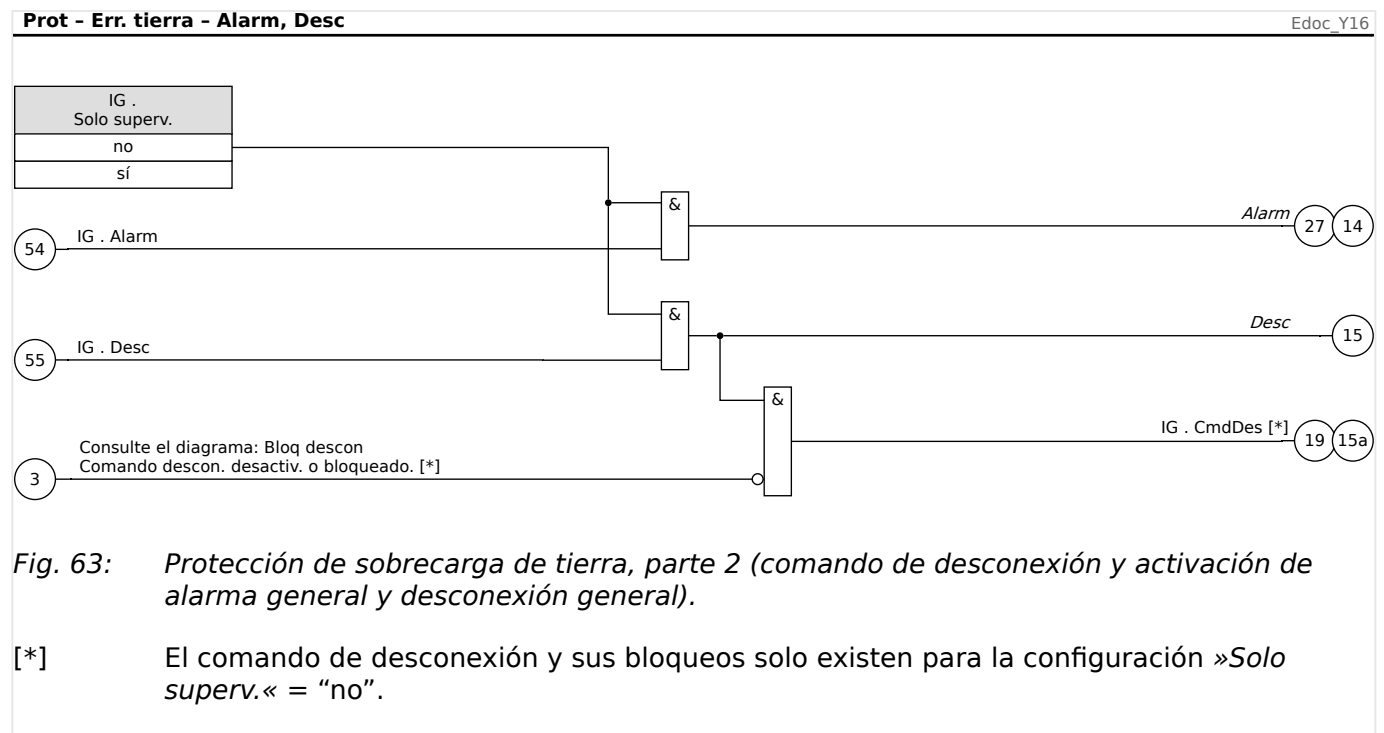 Prot – Err. tierra – Alarm, Desc
Edoc_Y16
IG .
Solo superv.
no
sí
&
Alarm
27
14
54
IG . Alarm
&
Desc
15
55
IG . Desc
&
IG . CmdDes [*]
19
15a
Consulte el diagrama: Bloq descon
Comando descon. desactiv. o bloqueado. [*]
3
Fig. 63: Protección de sobrecarga de tierra, parte 2 (comando de desconexión y activación de
alarma general y desconexión general).
[*] El comando de desconexión y sus bloqueos solo existen para la configuración »Solo
superv.« = “no”.